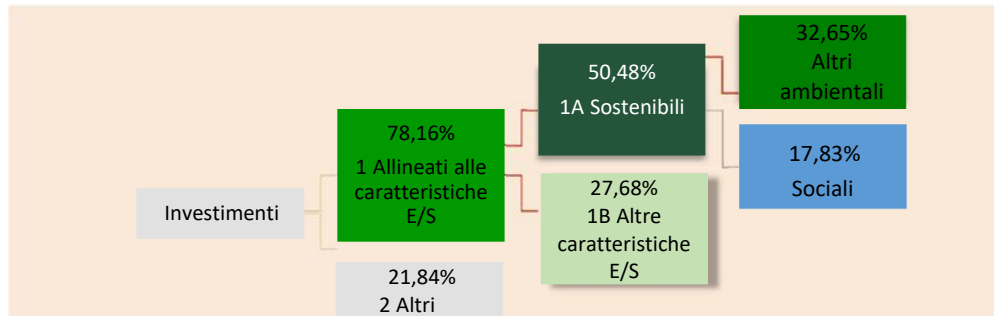 Investimenti
78,16%
1 Allineati alle
caratteristiche
E/S
21,84%
2 Altri
50,48%
1A Sostenibili
27,68%
1B Altre
caratteristiche
E/S
32,65%
Altri
ambientali
17,83%
Sociali